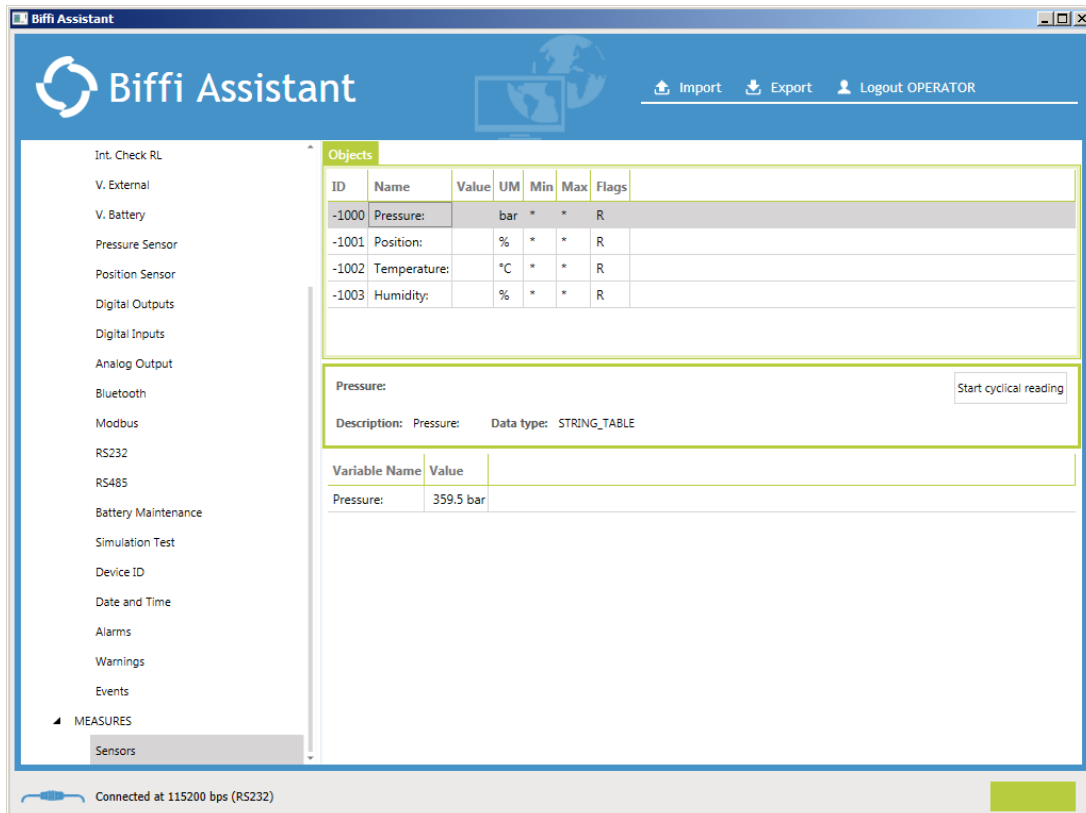 Biffi Assistant
Biffi Assistant
Import Export Logout OPERATOR
Int. Check RL
V. External
V. Battery
Pressure Sensor
Position Sensor
Digital Outputs
Digital Inputs
Analog Output
Bluetooth
Modbus
RS232
RS485
Battery Maintenance
Simulation Test
Device ID
Date and Time
Alarms
Warnings
Events
MEASURES
Sensors
Objects
ID Name Value UM Min Max Flags
-1000 Pressure: bar * * R
-1001 Position: % * * R
-1002 Temperature: °C * * R
-1003 Humidity: % * * R
Pressure:
Start cyclical reading
Description: Pressure: Data type: STRING_TABLE
Variable Name Value
Pressure: 359.5 bar
Connected at 115200 bps (RS232)